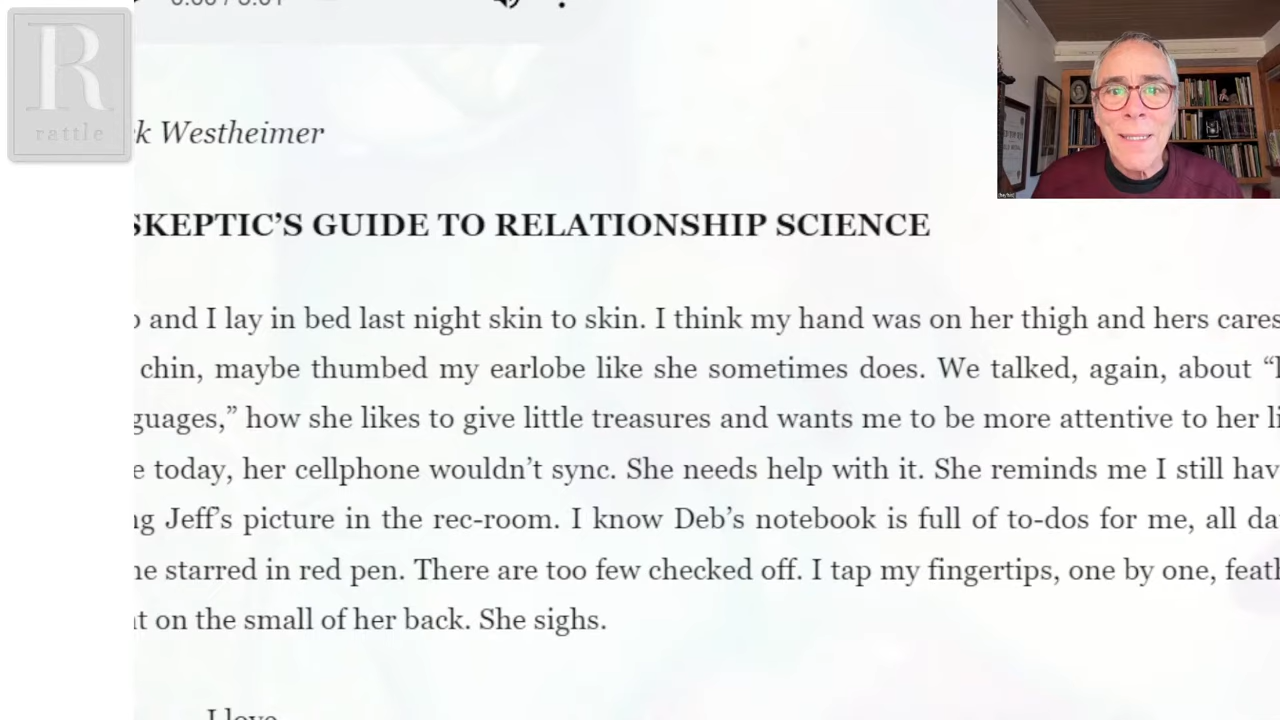 R
rattle
k Westheimer
SKEPTIC’S GUIDE TO RELATIONSHIP SCIENCE
and I lay in bed last night skin to skin. I think my hand was on her thigh and hers cares
chin, maybe thumbed my earlobe like she sometimes does. We talked, again, about “l
guages,” how she likes to give little treasures and wants me to be more attentive to her li
e today, her cellphone wouldn’t sync. She needs help with it. She reminds me I still hav
ng Jeff’s picture in the rec-room. I know Deb’s notebook is full of to-dos for me, all da
ne starred in red pen. There are too few checked off. I tap my fingertips, one by one, feath
nt on the small of her back. She sighs.
I love